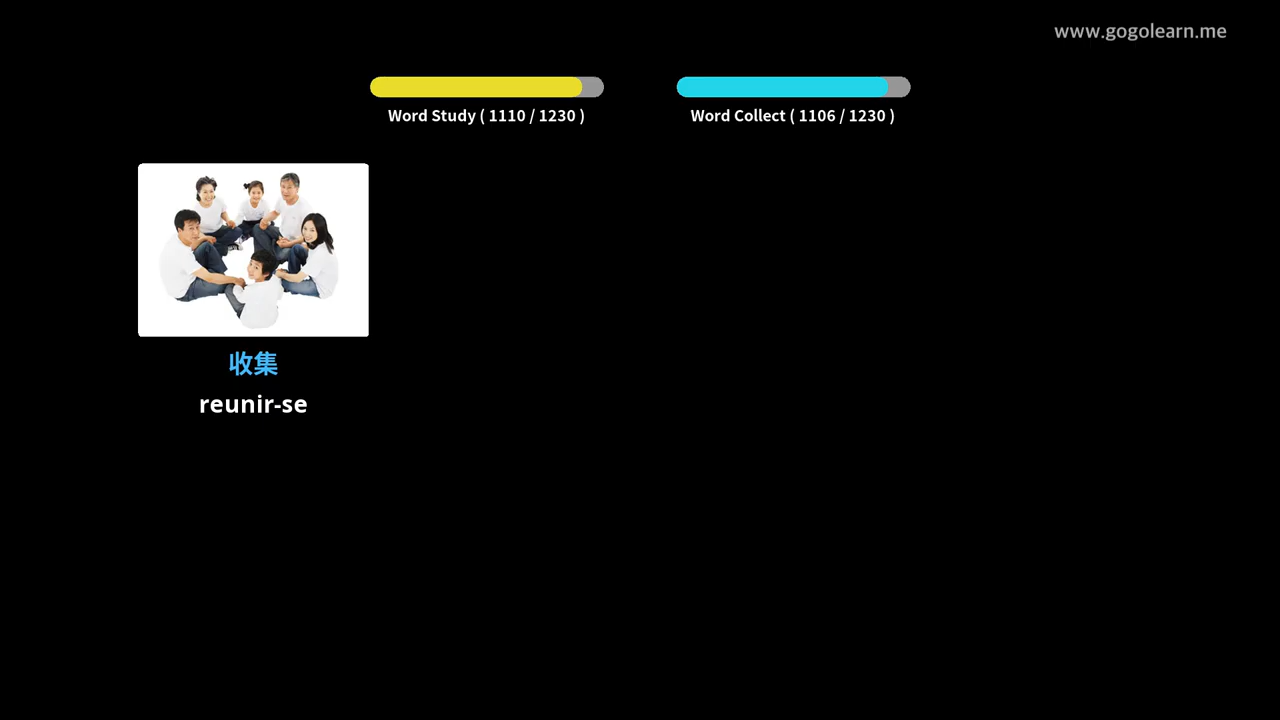 www.gogolearn.me
Word Study ( 1110 / 1230 )
Word Collect ( 1106 / 1230 )
收集
reunir-se